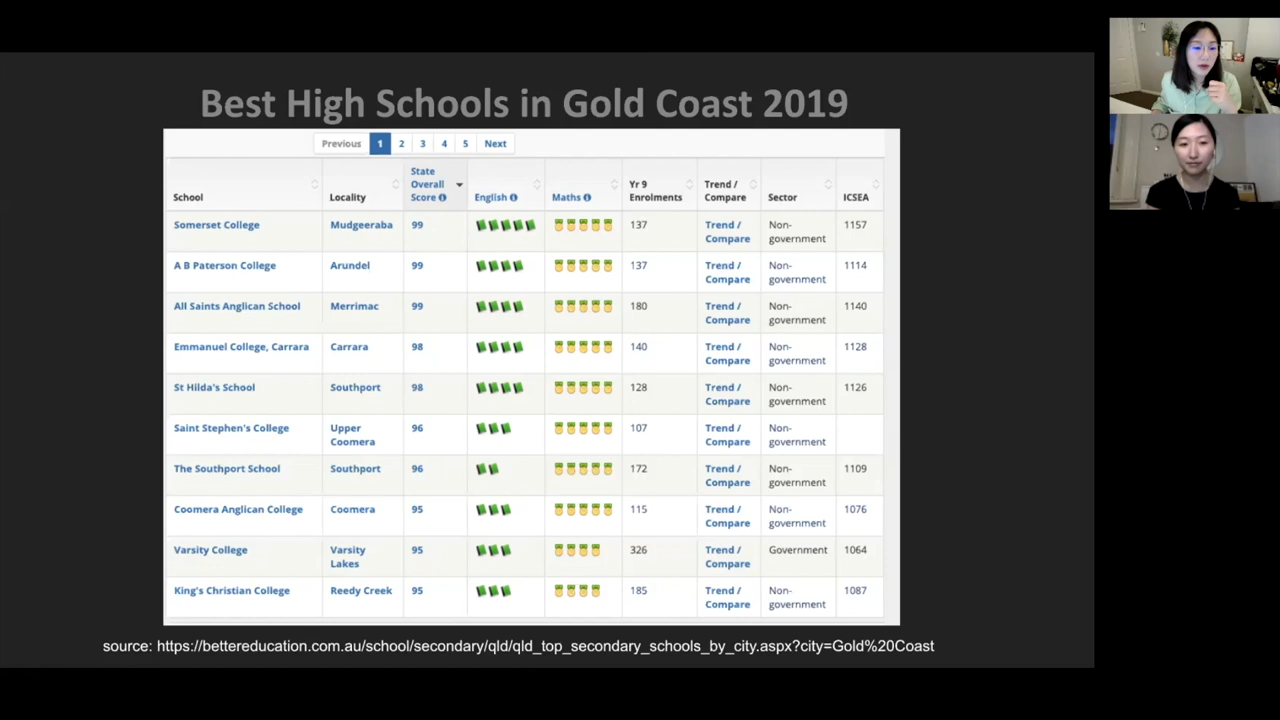 Best High Schools in Gold Coast 2019
Previous 1 2 3 4 5 Next
School Locality State Overall Score English Maths Yr 9 Enrolments Trend / Compare Sector ICSEA
Somerset College Mudgeeraba 99 137 Trend / Compare Non-government 1157
A B Paterson College Arundel 99 137 Trend / Compare Non-government 1114
All Saints Anglican School Merrimac 99 180 Trend / Compare Non-government 1140
Emmanuel College, Carrara Carrara 98 140 Trend / Compare Non-government 1128
St Hilda's School Southport 98 128 Trend / Compare Non-government 1126
Saint Stephen's College Upper Coomera 96 107 Trend / Compare Non-government
The Southport School Southport 96 172 Trend / Compare Non-government 1109
Coomera Anglican College Coomera 95 115 Trend / Compare Non-government 1076
Varsity College Varsity Lakes 95 326 Trend / Compare Government 1064
King's Christian College Reedy Creek 95 185 Trend / Compare Non-government 1087
source: https://bettereducation.com.au/school/secondary/qld/qld_top_secondary_schools_by_city.aspx?city=Gold%20Coast